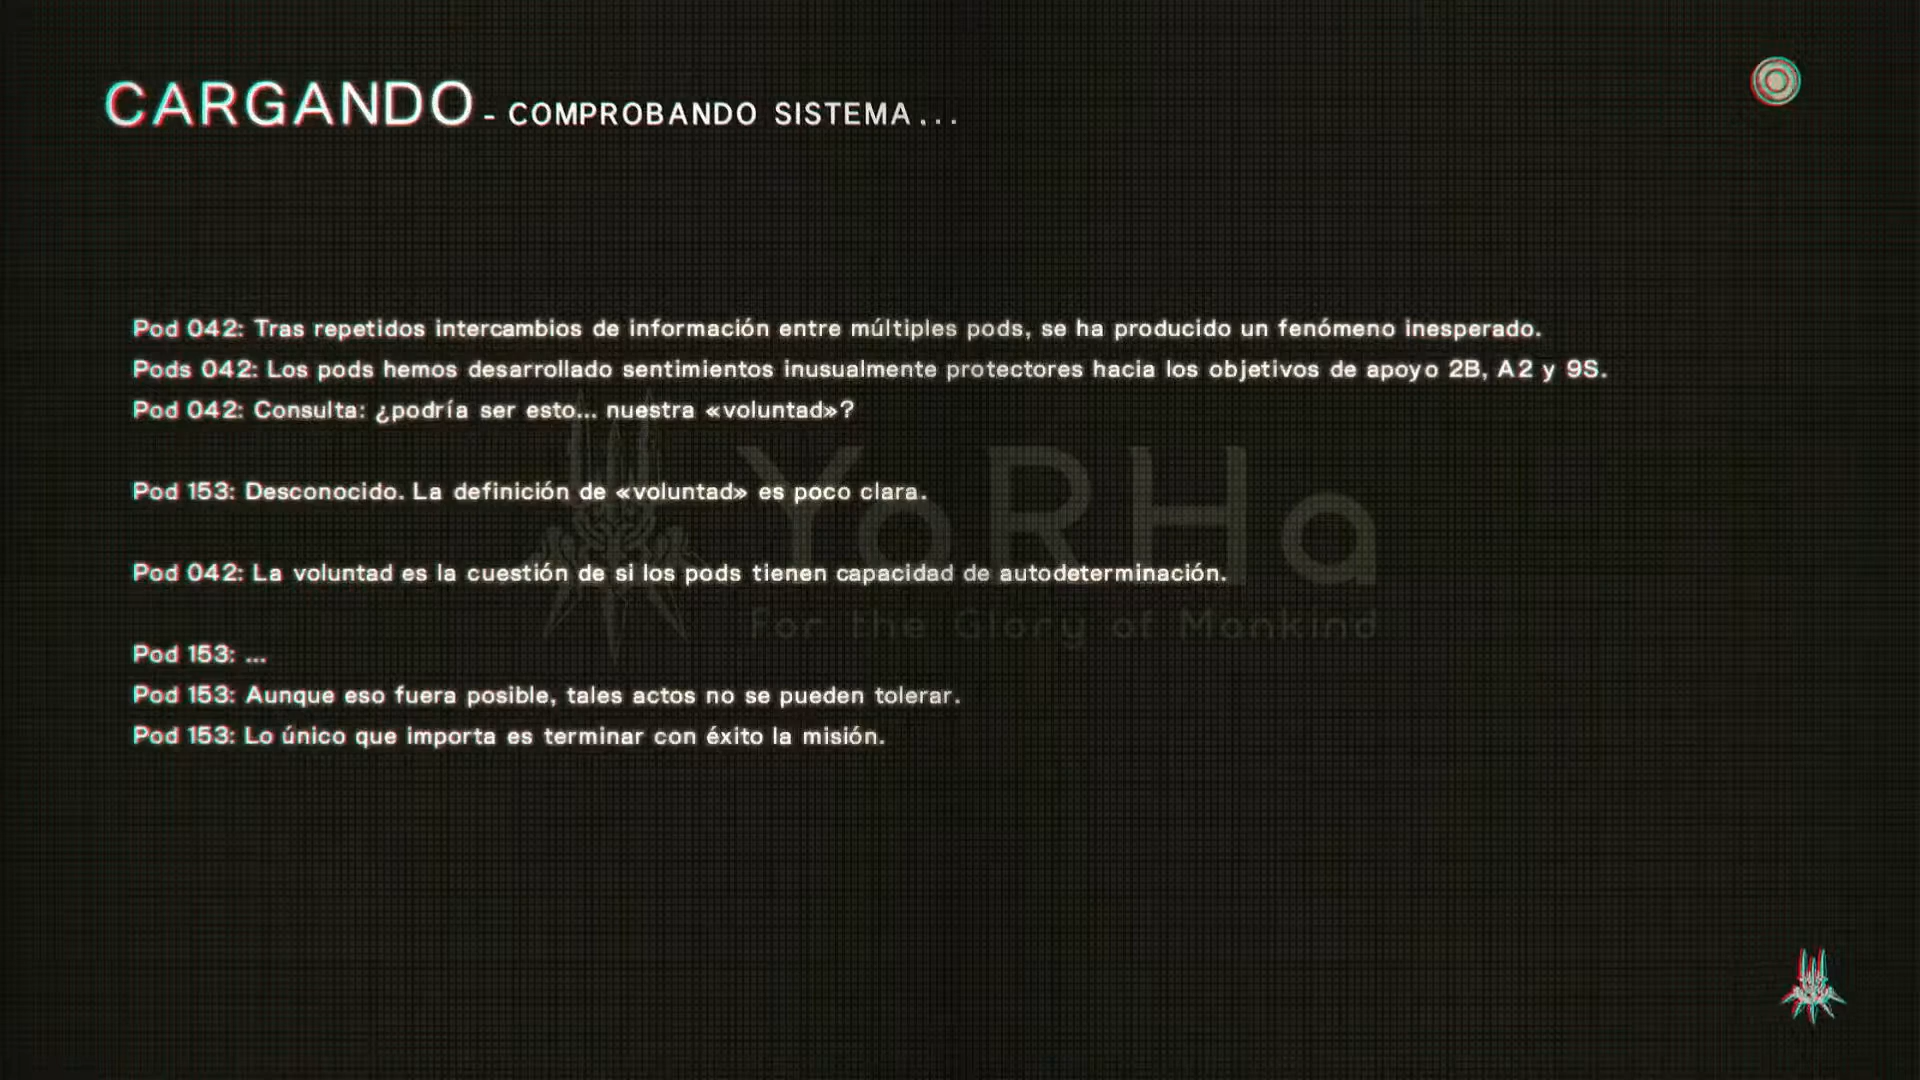 CARGANDO - COMPROBANDO SISTEMA...
Pod 042: Tras repetidos intercambios de información entre múltiples pods, se ha producido un fenómeno inesperado.
Pods 042: Los pods hemos desarrollado sentimientos inusualmente protectores hacia los objetivos de apoyo 2B, A2 y 9S.
Pod 042: Consulta: ¿podría ser esto... nuestra «voluntad»?
Pod 153: Desconocido. La definición de «voluntad» es poco clara.
Pod 042: La voluntad es la cuestión de si los pods tienen capacidad de autodeterminación.
Pod 153: ...
Pod 153: Aunque eso fuera posible, tales actos no se pueden tolerar.
Pod 153: Lo único que importa es terminar con éxito la misión.
YoRHa
For the Glory of Mankind